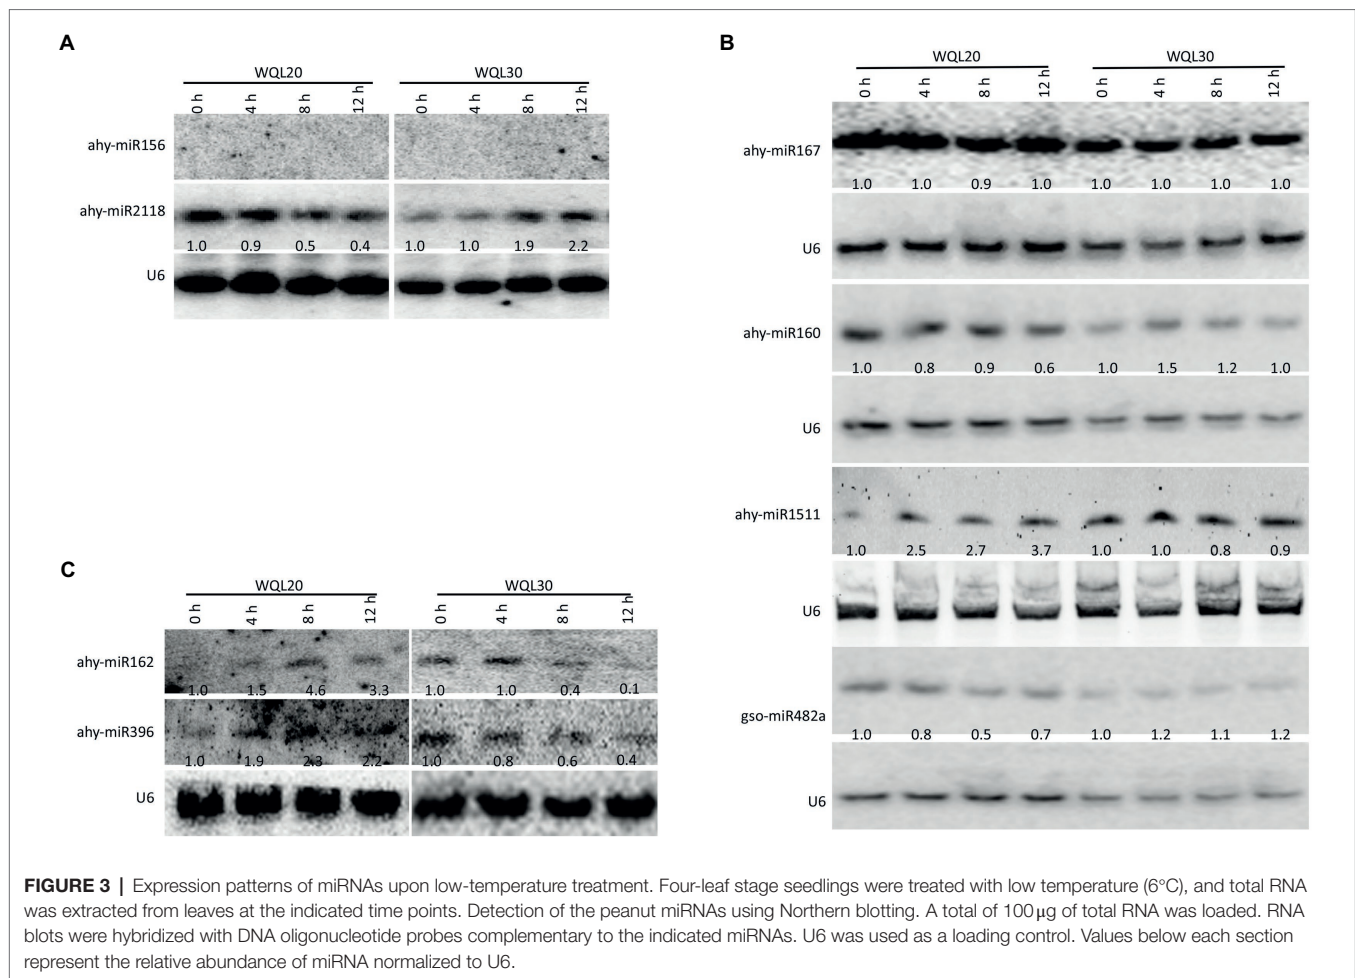 A
WQL20 WQL30
0 h 4 h 8 h 12 h 0 h 4 h 8 h 12 h
ahy-miR156
ahy-miR2118
1.0 0.9 0.5 0.4 1.0 1.0 1.9 2.2
U6
B
WQL20 WQL30
0 h 4 h 8 h 12 h 0 h 4 h 8 h 12 h
ahy-miR167
1.0 1.0 0.9 1.0 1.0 1.0 1.0 1.0
U6
ahy-miR160
1.0 0.8 0.9 0.6 1.0 1.5 1.2 1.0
U6
ahy-miR1511
1.0 2.5 2.7 3.7 1.0 1.0 0.8 0.9
U6
gso-miR482a
1.0 0.8 0.5 0.7 1.0 1.2 1.1 1.2
U6
C
WQL20 WQL30
0 h 4 h 8 h 12 h 0 h 4 h 8 h 12 h
ahy-miR162
1.0 1.5 4.6 3.3 1.0 1.0 0.4 0.1
ahy-miR396
1.0 1.9 2.3 2.2 1.0 0.8 0.6 0.4
U6
FIGURE 3 | Expression patterns of miRNAs upon low-temperature treatment. Four-leaf stage seedlings were treated with low temperature (6°C), and total RNA
was extracted from leaves at the indicated time points. Detection of the peanut miRNAs using Northern blotting. A total of 100 μg of total RNA was loaded. RNA
blots were hybridized with DNA oligonucleotide probes complementary to the indicated miRNAs. U6 was used as a loading control. Values below each section
represent the relative abundance of miRNA normalized to U6.